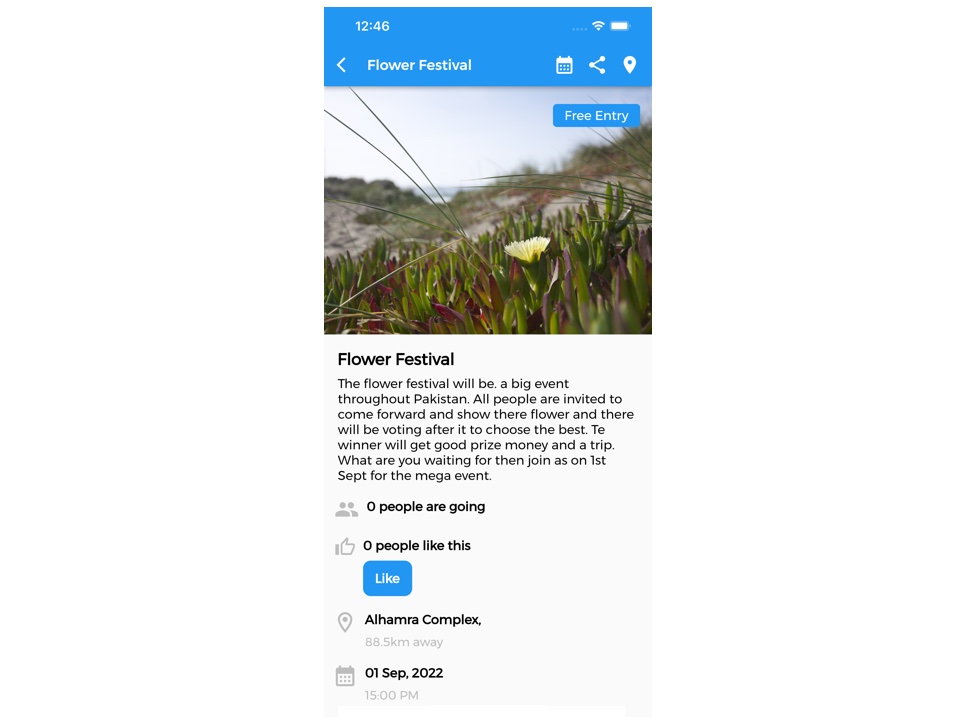 12:46
Flower Festival
Free Entry
Flower Festival
The flower festival will be. a big event
throughout Pakistan. All people are invited to
come forward and show there flower and there
will be voting after it to choose the best. Te
winner will get good prize money and a trip.
What are you waiting for then join as on 1st
Sept for the mega event.
0 people are going
0 people like this
Like
Alhamra Complex,
88.5km away
01 Sep, 2022
15:00 PM